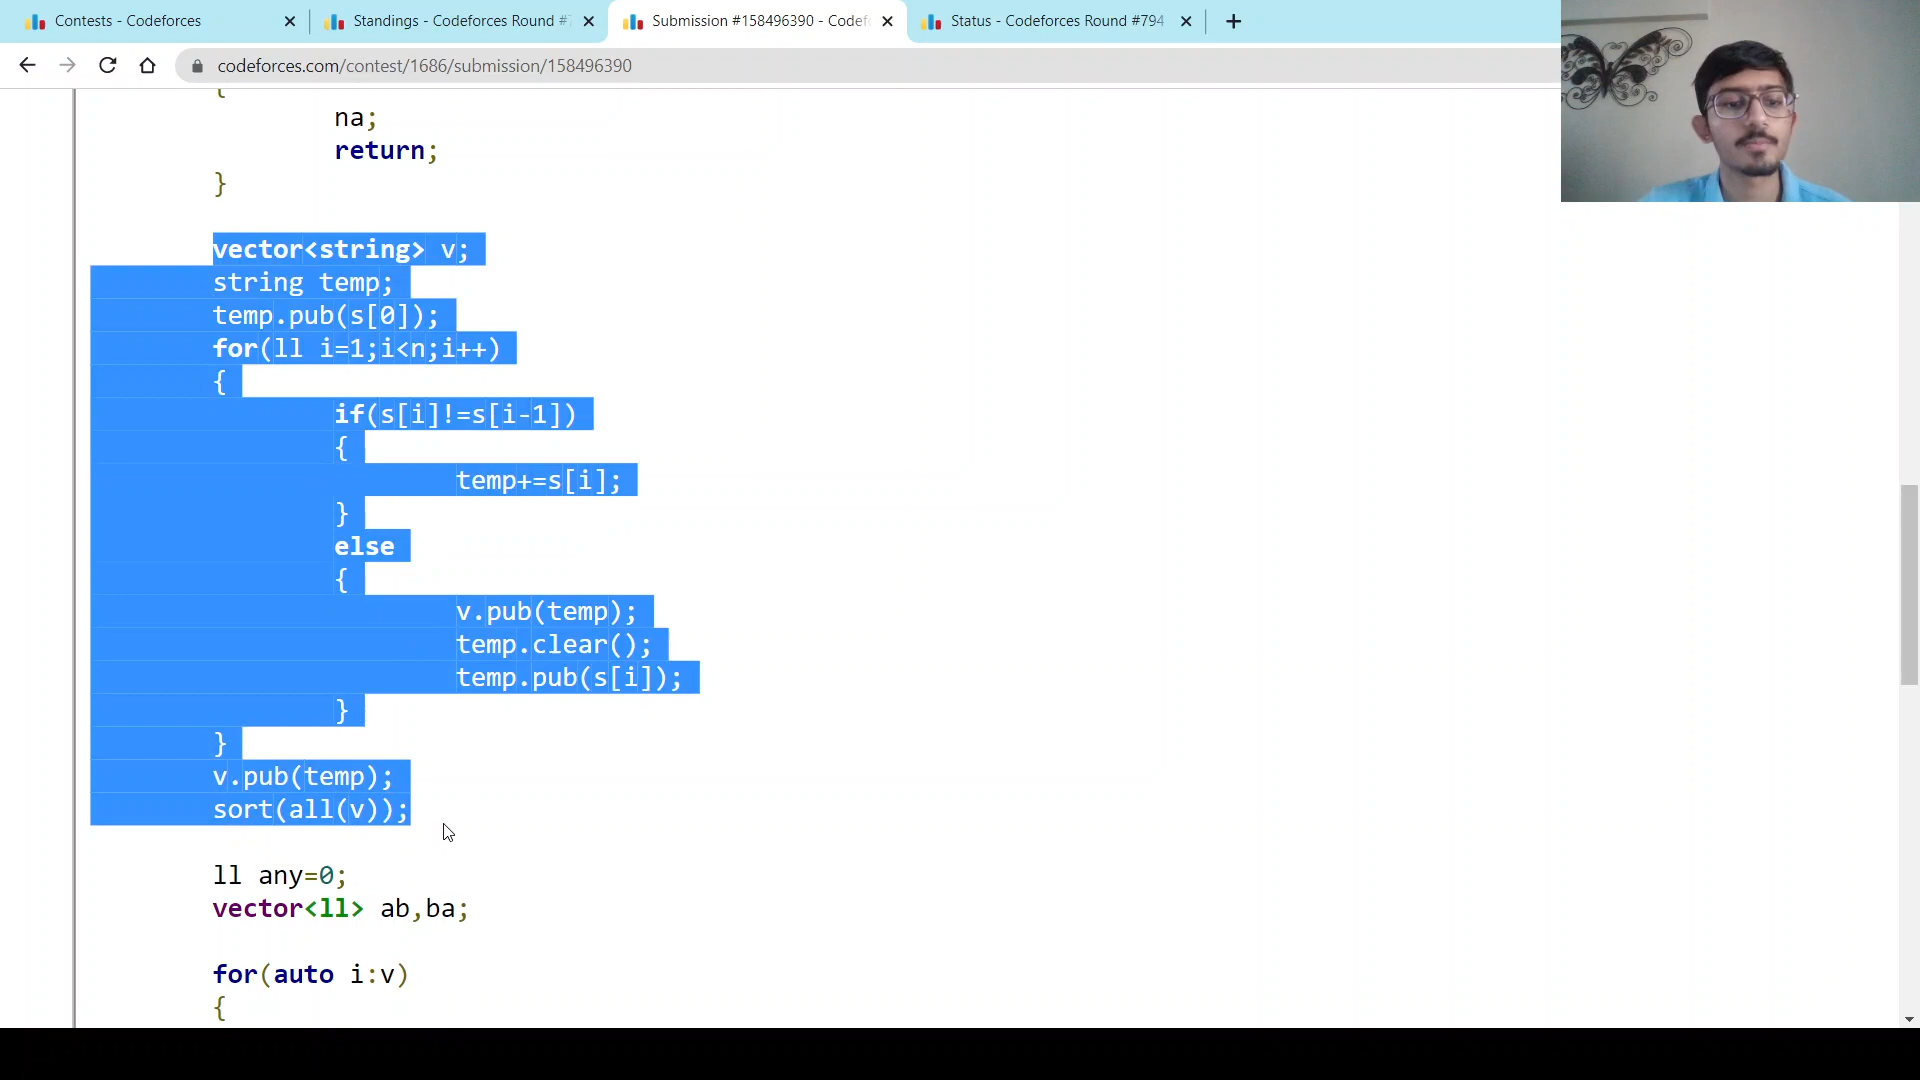 Contests - Codeforces
Standings - Codeforces Round #7
Submission #158496390 - Codef
Status - Codeforces Round #794
codeforces.com/contest/1686/submission/158496390
{
na;
return;
}
vector<string> v;
string temp;
temp.pub(s[0]);
for(ll i=1;i<n;i++)
{
if(s[i]!=s[i-1])
{
temp+=s[i];
}
else
{
v.pub(temp);
temp.clear();
temp.pub(s[i]);
}
}
v.pub(temp);
sort(all(v));
ll any=0;
vector<ll> ab,ba;
for(auto i:v)
{